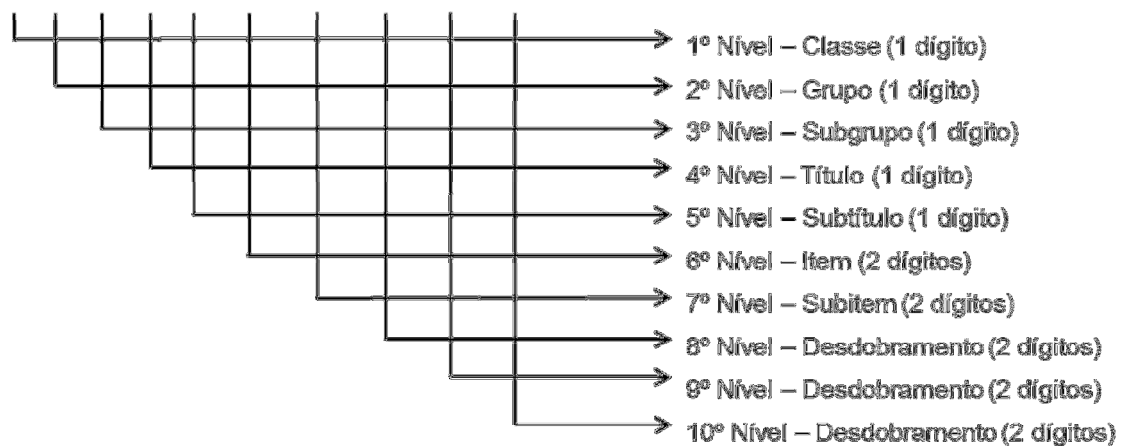 1º Nível – Classe (1 dígito)
2º Nível – Grupo (1 dígito)
3º Nível – Subgrupo (1 dígito)
4º Nível – Título (1 dígito)
5º Nível – Subtítulo (1 dígito)
6º Nível – Item (2 dígitos)
7º Nível – Subitem (2 dígitos)
8º Nível – Desdobramento (2 dígitos)
9º Nível – Desdobramento (2 dígitos)
10º Nível – Desdobramento (2 dígitos)